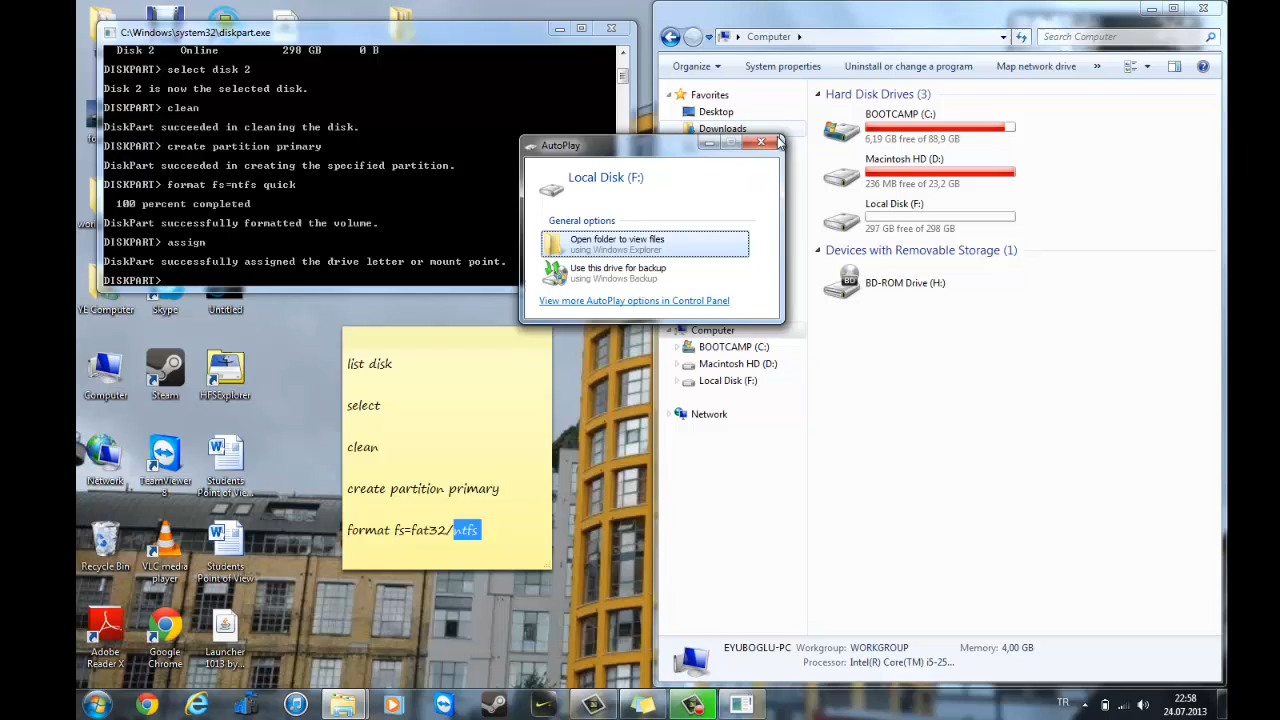 C:\Windows\system32\diskpart.exe
Disk 2 Online 298 GB 0 B
DISKPART> select disk 2
Disk 2 is now the selected disk.
DISKPART> clean
DiskPart succeeded in cleaning the disk.
DISKPART> create partition primary
DiskPart succeeded in creating the specified partition.
DISKPART> format fs=ntfs quick
100 percent completed
DiskPart successfully formatted the volume.
DISKPART> assign
DiskPart successfully assigned the drive letter or mount point.
DISKPART>
AutoPlay
Local Disk (F:)
General options
Open folder to view files
using Windows Explorer
Use this drive for backup
using Windows Backup
View more AutoPlay options in Control Panel
Computer
Search Computer
Organize
System properties
Uninstall or change a program
Map network drive
»
Favorites
Desktop
Downloads
Computer
BOOTCAMP (C:)
Macintosh HD (D:)
Local Disk (F:)
Network
Hard Disk Drives (3)
BOOTCAMP (C:)
6,19 GB free of 88,9 GB
Macintosh HD (D:)
236 MB free of 23,2 GB
Local Disk (F:)
297 GB free of 298 GB
Devices with Removable Storage (1)
BD
BD-ROM Drive (H:)
EYUBOGLU-PC Workgroup: WORKGROUP Memory: 4,00 GB
Processor: Intel(R) Core(TM) i5-25...
list disk
select
clean
create partition primary
format fs=fat32/ntfs
YE Computer
Skype
Untitled
Computer
Steam
HFSExplorer
Network
TeamViewer 8
Students Point of Vie...
Recycle Bin
VLC media player
Students Point of View
Adobe Reader X
Google Chrome
Launcher 1013 by...
TR
22:58
24.07.2013